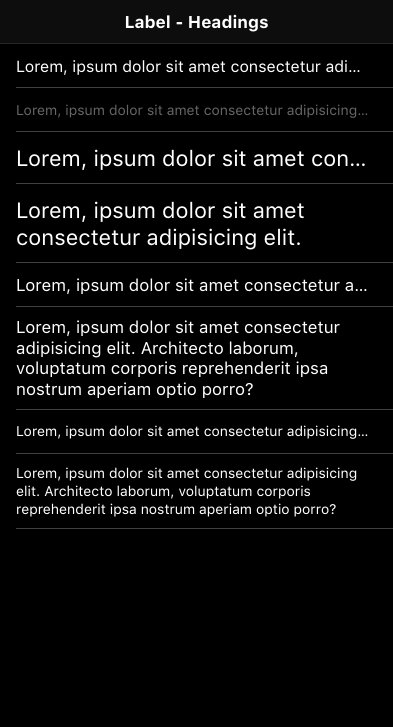 Label - Headings
Lorem, ipsum dolor sit amet consectetur adi...
Lorem, ipsum dolor sit amet consectetur adipisicing...
Lorem, ipsum dolor sit amet con...
Lorem, ipsum dolor sit amet
consectetur adipisicing elit.
Lorem, ipsum dolor sit amet consectetur a...
Lorem, ipsum dolor sit amet consectetur
adipisicing elit. Architecto laborum,
voluptatum corporis reprehenderit ipsa
nostrum aperiam optio porro?
Lorem, ipsum dolor sit amet consectetur adipisicing...
Lorem, ipsum dolor sit amet consectetur adipisicing
elit. Architecto laborum, voluptatum corporis
reprehenderit ipsa nostrum aperiam optio porro?